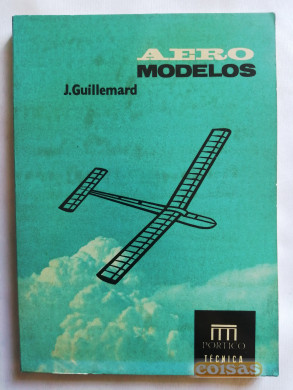 AERO
MODELOS
J.Guillemard
PORTICO
TÉCNICA
coisas